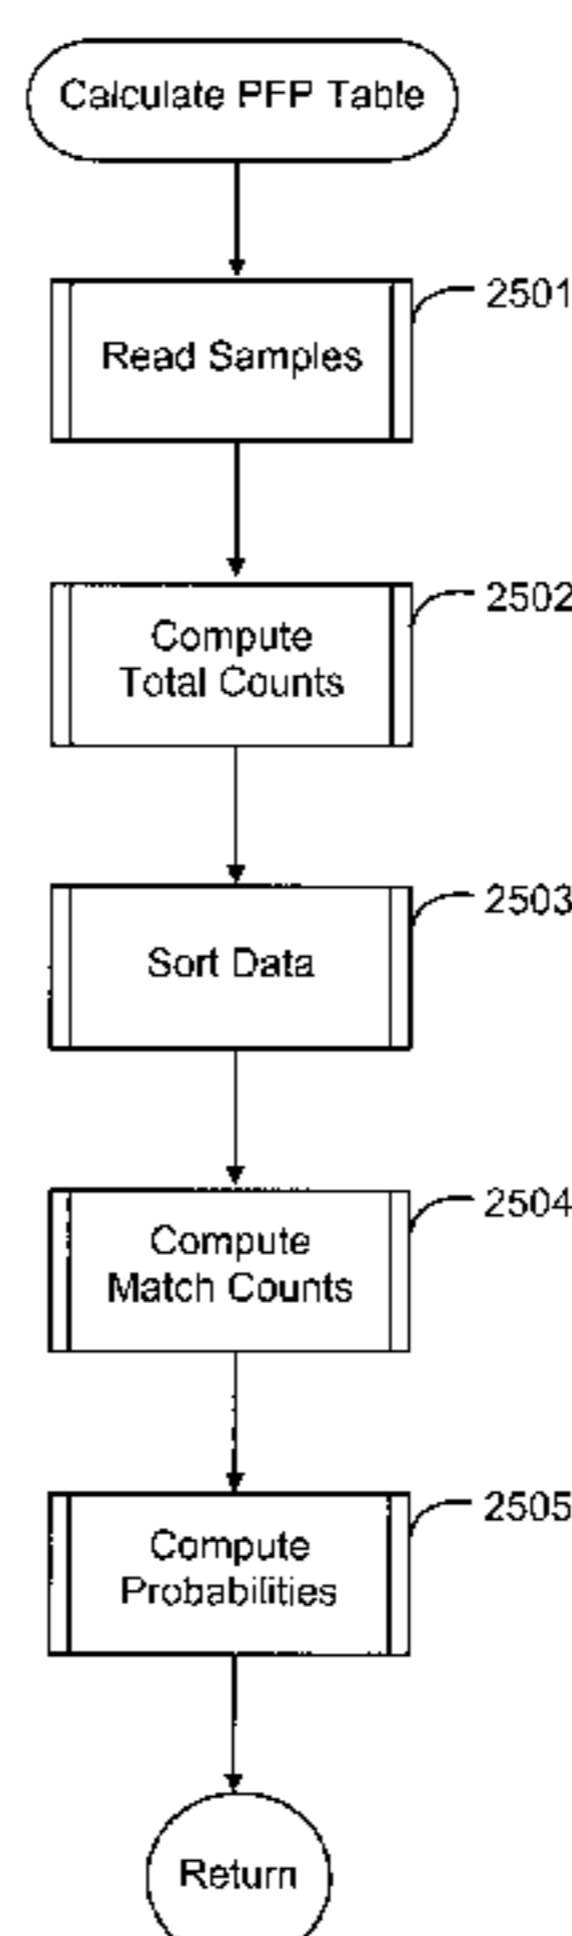 Calculate PFP Table
2501
Read Samples
2502
Compute
Total Counts
2503
Sort Data
2504
Compute
Match Counts
2505
Compute
Probabilities
Return